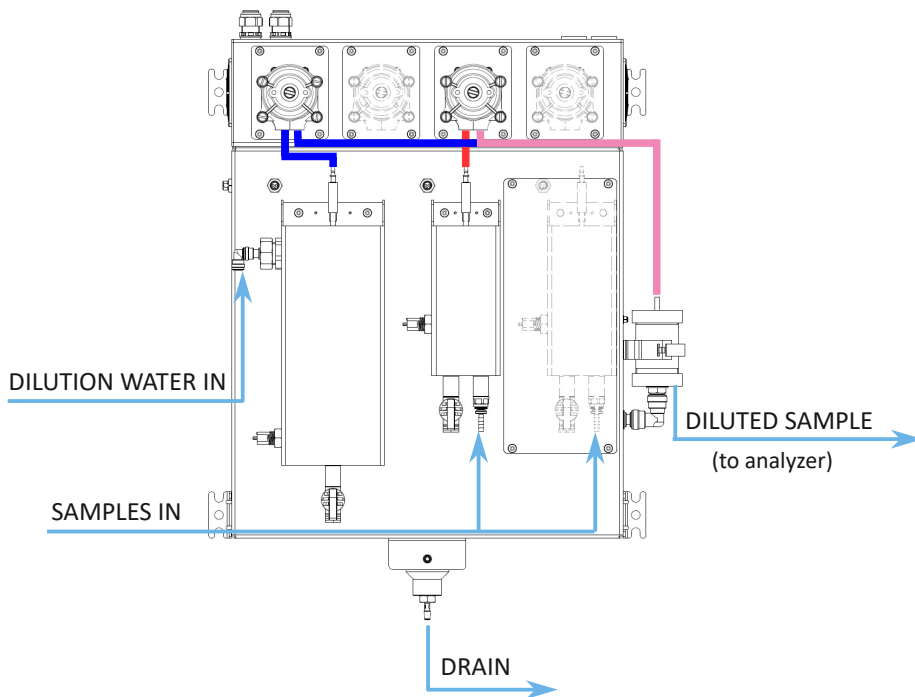 DILUTION WATER IN
DILUTED SAMPLE
(to analyzer)
SAMPLES IN
DRAIN